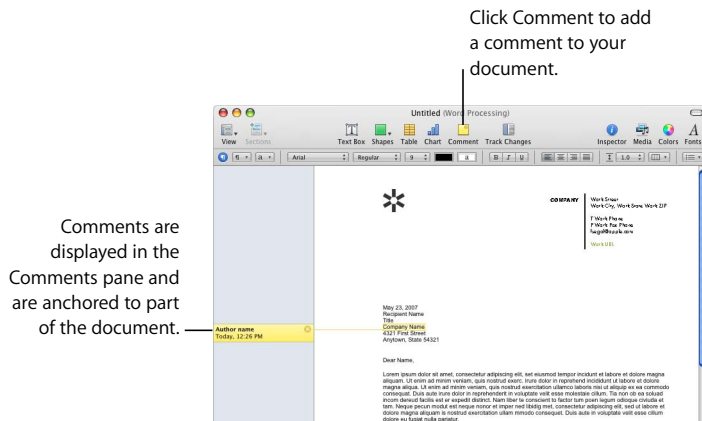 Click Comment to add
a comment to your
document.
Untitled (Word Processing)
View Sections Text Box Shapes Table Chart Comment Track Changes Inspector Media Colors Fonts
¶ a Arial Regular 9 a B I U 1.0
COMPANY
Work Street
Work City, Work State Work ZIP
T Work Phone
F Work Fax Phone
Work URL
Comments are
displayed in the
Comments pane and
are anchored to part
of the document.
May 23, 2007
Recipient Name
Title
Company Name
4321 First Street
Anytown, State 54321
Author name
Today, 12:26 PM
Dear Name,
Lorem ipsum dolor sit amet, consectetur adipiscing elit, set eiusmod tempor incidunt et labore et dolore magna
aliquam. Ut enim ad minim veniam, quis nostrud exerc. Irure dolor in reprehend incididunt ut labore et dolore
magna aliqua. Ut enim ad minim veniam, quis nostrud exercitation ullamco laboris nisi ut aliquip ex ea commodo
consequat. Duis aute irure dolor in reprehenderit in voluptate velit esse molestaie cillum. Tia non ob ea soluad
incom dereud facilis est er expedit distinct. Nam liber te conscient to factor tum poen legum odioque civiuda et
tam. Neque pecun modut est neque nonor et imper ned libidig met, consectetur adipiscing elit, sed ut labore et
dolore magna aliquam is nostrud exercitation ullam mmodo consequet. Duis aute in voluptate velit esse cillum
dolore eu fugiat nulla pariatur.